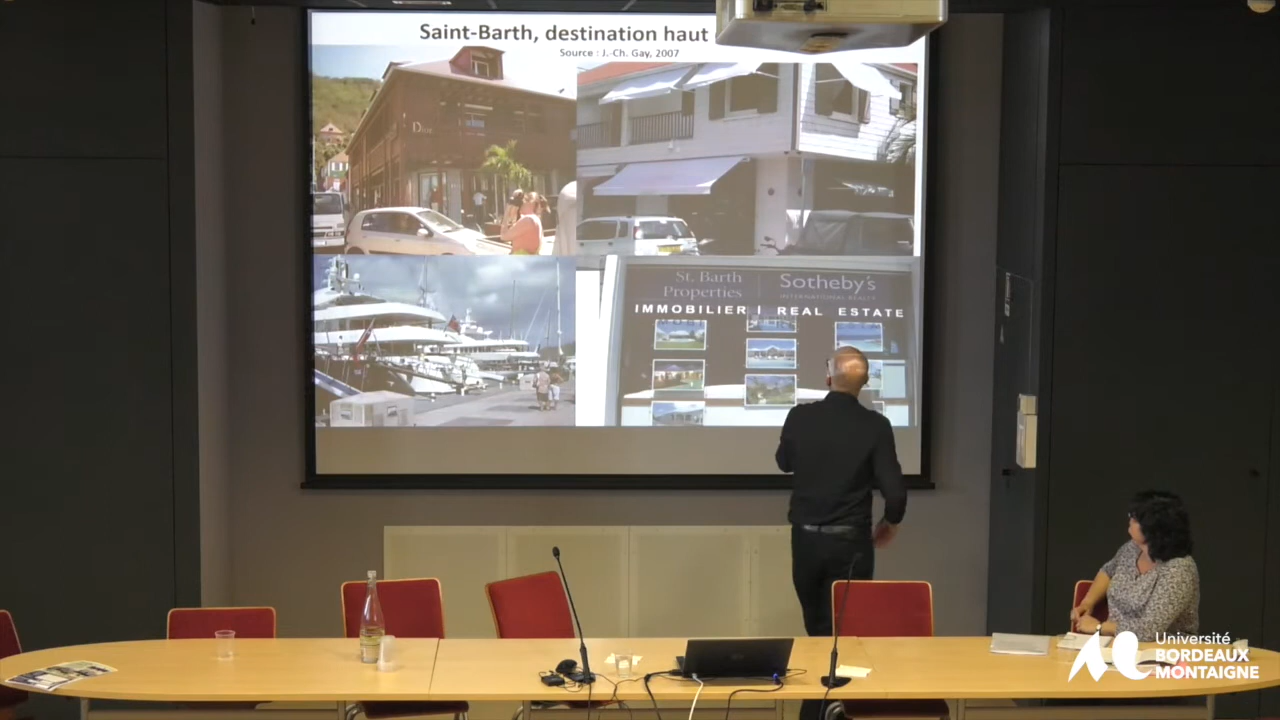 Saint-Barth, destination haut
Source : J.-Ch. Gay, 2007
Dior
St. Barth
Properties
Sotheby's
INTERNATIONAL REALTY
IMMOBILIER | REAL ESTATE
Université
BORDEAUX
MONTAIGNE